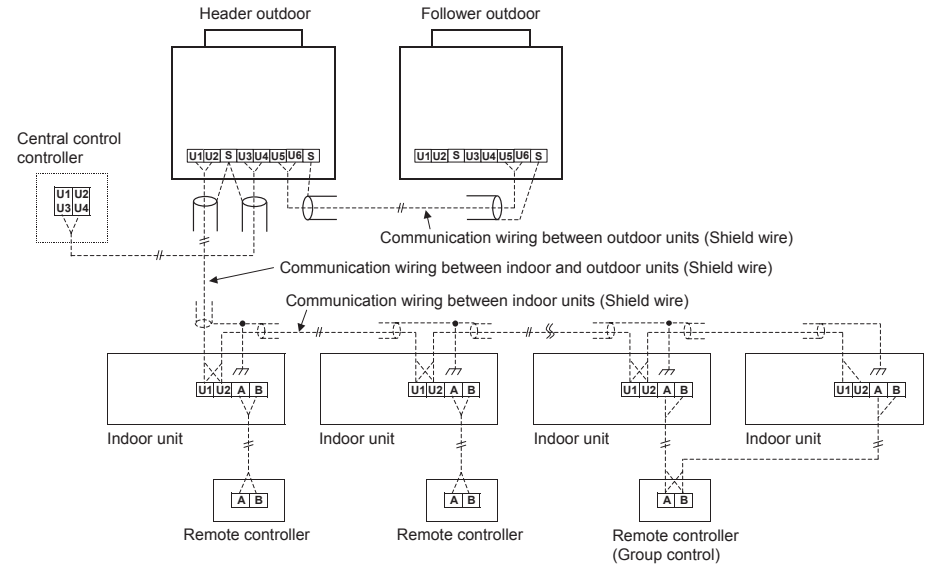 Header outdoor
Follower outdoor
Central control
controller
U1 U2 S U3 U4 U5 U6 S
U1 U2 S U3 U4 U5 U6 S
U1 U2
U3 U4
Communication wiring between outdoor units (Shield wire)
Communication wiring between indoor and outdoor units (Shield wire)
Communication wiring between indoor units (Shield wire)
U1 U2 A B
U1 U2 A B
U1 U2 A B
U1 U2 A B
Indoor unit
Indoor unit
Indoor unit
Indoor unit
A B
A B
A B
Remote controller
Remote controller
Remote controller
(Group control)